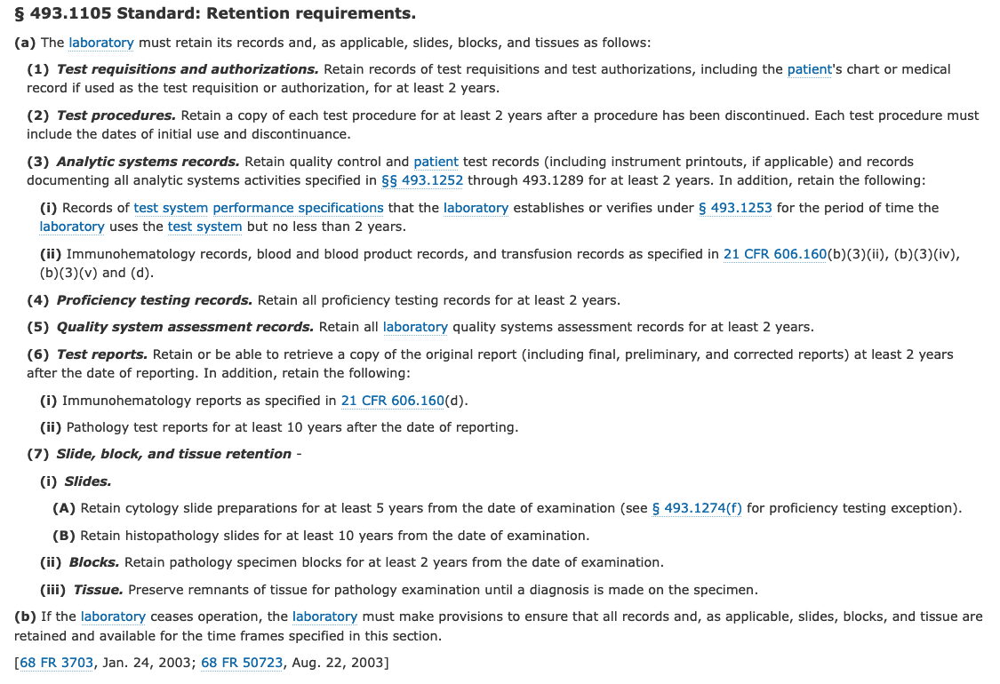 § 493.1105 Standard: Retention requirements.
(a) The laboratory must retain its records and, as applicable, slides, blocks, and tissues as follows:
(1) Test requisitions and authorizations. Retain records of test requisitions and test authorizations, including the patient's chart or medical
record if used as the test requisition or authorization, for at least 2 years.
(2) Test procedures. Retain a copy of each test procedure for at least 2 years after a procedure has been discontinued. Each test procedure must
include the dates of initial use and discontinuance.
(3) Analytic systems records. Retain quality control and patient test records (including instrument printouts, if applicable) and records
documenting all analytic systems activities specified in §§ 493.1252 through 493.1289 for at least 2 years. In addition, retain the following:
(i) Records of test system performance specifications that the laboratory establishes or verifies under § 493.1253 for the period of time the
laboratory uses the test system but no less than 2 years.
(ii) Immunohematology records, blood and blood product records, and transfusion records as specified in 21 CFR 606.160(b)(3)(ii), (b)(3)(iv),
(b)(3)(v) and (d).
(4) Proficiency testing records. Retain all proficiency testing records for at least 2 years.
(5) Quality system assessment records. Retain all laboratory quality systems assessment records for at least 2 years.
(6) Test reports. Retain or be able to retrieve a copy of the original report (including final, preliminary, and corrected reports) at least 2 years
after the date of reporting. In addition, retain the following:
(i) Immunohematology reports as specified in 21 CFR 606.160(d).
(ii) Pathology test reports for at least 10 years after the date of reporting.
(7) Slide, block, and tissue retention -
(i) Slides.
(A) Retain cytology slide preparations for at least 5 years from the date of examination (see § 493.1274(f) for proficiency testing exception).
(B) Retain histopathology slides for at least 10 years from the date of examination.
(ii) Blocks. Retain pathology specimen blocks for at least 2 years from the date of examination.
(iii) Tissue. Preserve remnants of tissue for pathology examination until a diagnosis is made on the specimen.
(b) If the laboratory ceases operation, the laboratory must make provisions to ensure that all records and, as applicable, slides, blocks, and tissue are
retained and available for the time frames specified in this section.
[68 FR 3703, Jan. 24, 2003; 68 FR 50723, Aug. 22, 2003]